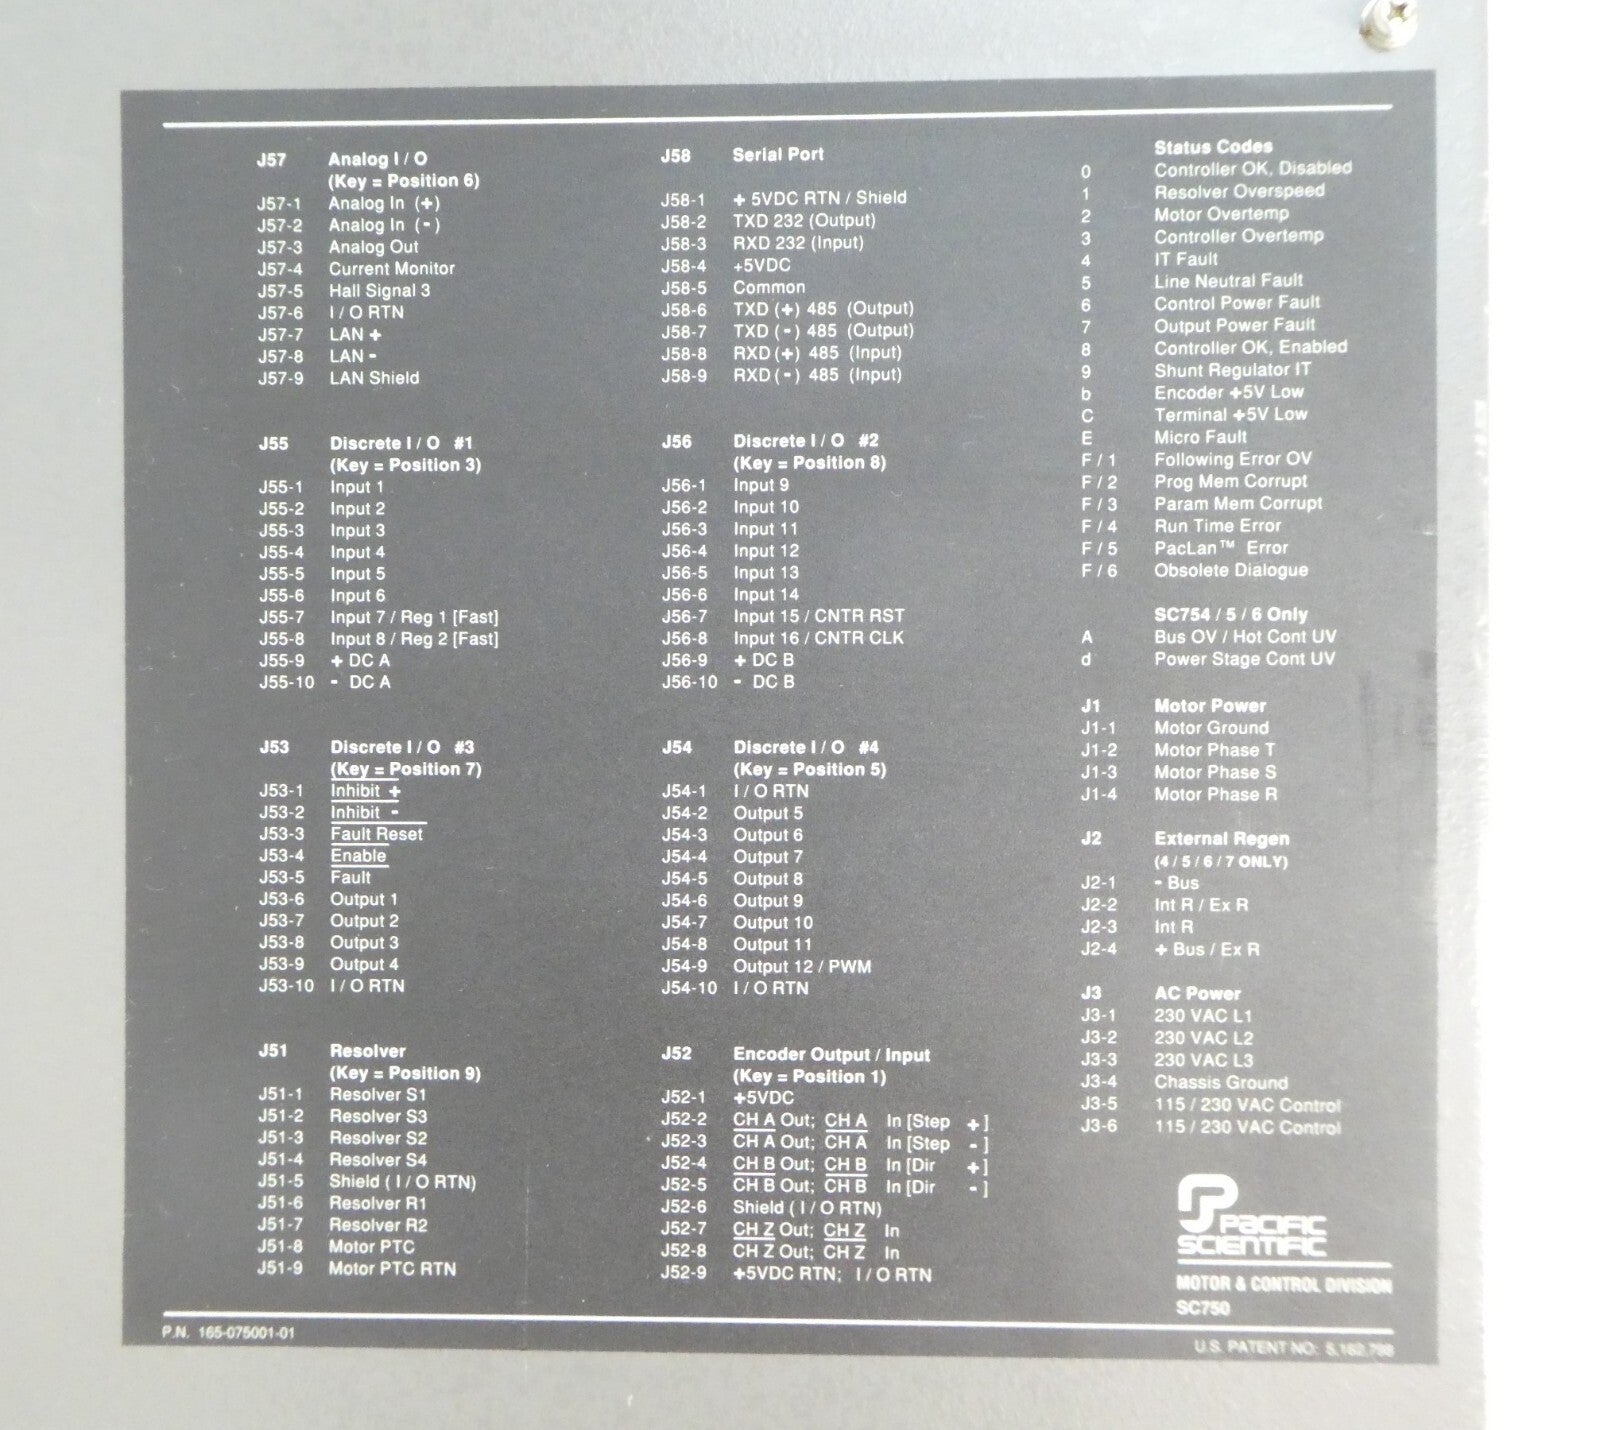 J57 Analog I / O
(Key = Position 6)
J57-1 Analog In (+)
J57-2 Analog In (-)
J57-3 Analog Out
J57-4 Current Monitor
J57-5 Hall Signal 3
J57-6 I / O RTN
J57-7 LAN +
J57-8 LAN -
J57-9 LAN Shield
J55 Discrete I / O #1
(Key = Position 3)
J55-1 Input 1
J55-2 Input 2
J55-3 Input 3
J55-4 Input 4
J55-5 Input 5
J55-6 Input 6
J55-7 Input 7 / Reg 1 [Fast]
J55-8 Input 8 / Reg 2 [Fast]
J55-9 + DC A
J55-10 - DC A
J53 Discrete I / O #3
(Key = Position 7)
J53-1 Inhibit +
J53-2 Inhibit -
J53-3 Fault Reset
J53-4 Enable
J53-5 Fault
J53-6 Output 1
J53-7 Output 2
J53-8 Output 3
J53-9 Output 4
J53-10 I / O RTN
J51 Resolver
(Key = Position 9)
J51-1 Resolver S1
J51-2 Resolver S3
J51-3 Resolver S2
J51-4 Resolver S4
J51-5 Shield ( I / O RTN)
J51-6 Resolver R1
J51-7 Resolver R2
J51-8 Motor PTC
J51-9 Motor PTC RTN
J58 Serial Port
J58-1 + 5VDC RTN / Shield
J58-2 TXD 232 (Output)
J58-3 RXD 232 (Input)
J58-4 +5VDC
J58-5 Common
J58-6 TXD (+) 485 (Output)
J58-7 TXD (-) 485 (Output)
J58-8 RXD (+) 485 (Input)
J58-9 RXD (-) 485 (Input)
J56 Discrete I / O #2
(Key = Position 8)
J56-1 Input 9
J56-2 Input 10
J56-3 Input 11
J56-4 Input 12
J56-5 Input 13
J56-6 Input 14
J56-7 Input 15 / CNTR RST
J56-8 Input 16 / CNTR CLK
J56-9 + DC B
J56-10 - DC B
J54 Discrete I / O #4
(Key = Position 5)
J54-1 I / O RTN
J54-2 Output 5
J54-3 Output 6
J54-4 Output 7
J54-5 Output 8
J54-6 Output 9
J54-7 Output 10
J54-8 Output 11
J54-9 Output 12 / PWM
J54-10 I / O RTN
J52 Encoder Output / Input
(Key = Position 1)
J52-1 +5VDC
J52-2 CH A Out; CH A In [Step +]
J52-3 CH A Out; CH A In [Step -]
J52-4 CH B Out; CH B In [Dir +]
J52-5 CH B Out; CH B In [Dir -]
J52-6 Shield ( I / O RTN)
J52-7 CH Z Out; CH Z In
J52-8 CH Z Out; CH Z In
J52-9 +5VDC RTN; I / O RTN
Status Codes
0 Controller OK, Disabled
1 Resolver Overspeed
2 Motor Overtemp
3 Controller Overtemp
4 IT Fault
5 Line Neutral Fault
6 Control Power Fault
7 Output Power Fault
8 Controller OK, Enabled
9 Shunt Regulator IT
b Encoder +5V Low
C Terminal +5V Low
E Micro Fault
F / 1 Following Error OV
F / 2 Prog Mem Corrupt
F / 3 Param Mem Corrupt
F / 4 Run Time Error
F / 5 PacLan™ Error
F / 6 Obsolete Dialogue
SC754 / 5 / 6 Only
A Bus OV / Hot Cont UV
d Power Stage Cont UV
J1 Motor Power
J1-1 Motor Ground
J1-2 Motor Phase T
J1-3 Motor Phase S
J1-4 Motor Phase R
J2 External Regen
(4 / 5 / 6 / 7 ONLY)
J2-1 - Bus
J2-2 Int R / Ex R
J2-3 Int R
J2-4 + Bus / Ex R
J3 AC Power
J3-1 230 VAC L1
J3-2 230 VAC L2
J3-3 230 VAC L3
J3-4 Chassis Ground
J3-5 115 / 230 VAC Control
J3-6 115 / 230 VAC Control
PACIFIC
SCIENTIFIC
MOTOR & CONTROL DIVISION
SC750
P.N. 165-075001-01
U.S. PATENT NO: 5,162,798